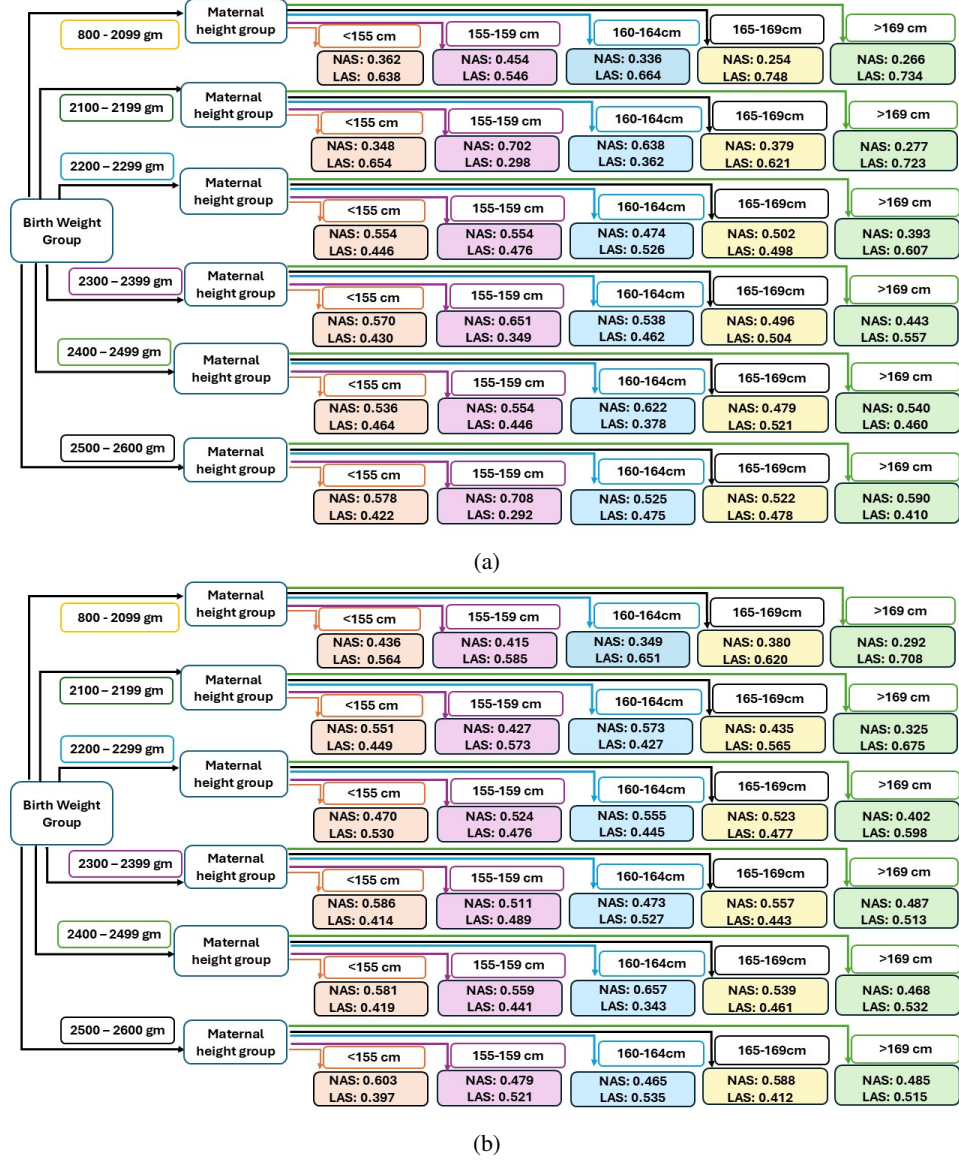 Maternal
height group
800 - 2099 gm
<155 cm
155-159 cm
160-164 cm
165-169 cm
>169 cm
NAS: 0.362
LAS: 0.638
NAS: 0.454
LAS: 0.546
NAS: 0.336
LAS: 0.664
NAS: 0.254
LAS: 0.748
NAS: 0.266
LAS: 0.734
2100 – 2199 gm
Maternal
height group
<155 cm
155-159 cm
160-164cm
165-169cm
>169 cm
NAS: 0.348
LAS: 0.654
NAS: 0.702
LAS: 0.298
NAS: 0.638
LAS: 0.362
NAS: 0.379
LAS: 0.621
NAS: 0.277
LAS: 0.723
2200 – 2299 gm
Maternal
height group
<155 cm
155-159 cm
160-164cm
165-169cm
>169 cm
NAS: 0.554
LAS: 0.446
NAS: 0.554
LAS: 0.476
NAS: 0.474
LAS: 0.526
NAS: 0.502
LAS: 0.498
NAS: 0.393
LAS: 0.607
Birth Weight
Group
2300 – 2399 gm
Maternal
height group
<155 cm
155-159 cm
160-164cm
165-169cm
>169 cm
NAS: 0.570
LAS: 0.430
NAS: 0.651
LAS: 0.349
NAS: 0.538
LAS: 0.462
NAS: 0.496
LAS: 0.504
NAS: 0.443
LAS: 0.557
2400 – 2499 gm
Maternal
height group
<155 cm
155-159 cm
160-164cm
165-169cm
>169 cm
NAS: 0.536
LAS: 0.464
NAS: 0.554
LAS: 0.446
NAS: 0.622
LAS: 0.378
NAS: 0.479
LAS: 0.521
NAS: 0.540
LAS: 0.460
2500 – 2600 gm
Maternal
height group
<155 cm
155-159 cm
160-164cm
165-169cm
>169 cm
NAS: 0.578
LAS: 0.422
NAS: 0.708
LAS: 0.292
NAS: 0.525
LAS: 0.475
NAS: 0.522
LAS: 0.478
NAS: 0.590
LAS: 0.410
(a)
Maternal
height group
800 - 2099 gm
<155 cm
155-159 cm
160-164cm
165-169cm
>169 cm
NAS: 0.436
LAS: 0.564
NAS: 0.415
LAS: 0.585
NAS: 0.349
LAS: 0.651
NAS: 0.380
LAS: 0.620
NAS: 0.292
LAS: 0.708
2100 – 2199 gm
Maternal
height group
<155 cm
155-159 cm
160-164cm
165-169cm
>169 cm
NAS: 0.551
LAS: 0.449
NAS: 0.427
LAS: 0.573
NAS: 0.573
LAS: 0.427
NAS: 0.435
LAS: 0.565
NAS: 0.325
LAS: 0.675
2200 – 2299 gm
Maternal
height group
<155 cm
155-159 cm
160-164cm
165-169cm
>169 cm
NAS: 0.470
LAS: 0.530
NAS: 0.524
LAS: 0.476
NAS: 0.555
LAS: 0.445
NAS: 0.523
LAS: 0.477
NAS: 0.402
LAS: 0.598
Birth Weight
Group
2300 – 2399 gm
Maternal
height group
<155 cm
155-159 cm
160-164cm
165-169cm
>169 cm
NAS: 0.586
LAS: 0.414
NAS: 0.511
LAS: 0.489
NAS: 0.473
LAS: 0.527
NAS: 0.557
LAS: 0.443
NAS: 0.487
LAS: 0.513
2400 – 2499 gm
Maternal
height group
<155 cm
155-159 cm
160-164cm
165-169cm
>169 cm
NAS: 0.581
LAS: 0.419
NAS: 0.559
LAS: 0.441
NAS: 0.657
LAS: 0.343
NAS: 0.539
LAS: 0.461
NAS: 0.468
LAS: 0.532
2500 – 2600 gm
Maternal
height group
<155 cm
155-159 cm
160-164cm
165-169cm
>169 cm
NAS: 0.603
LAS: 0.397
NAS: 0.479
LAS: 0.521
NAS: 0.465
LAS: 0.535
NAS: 0.588
LAS: 0.412
NAS: 0.485
LAS: 0.515
(b)